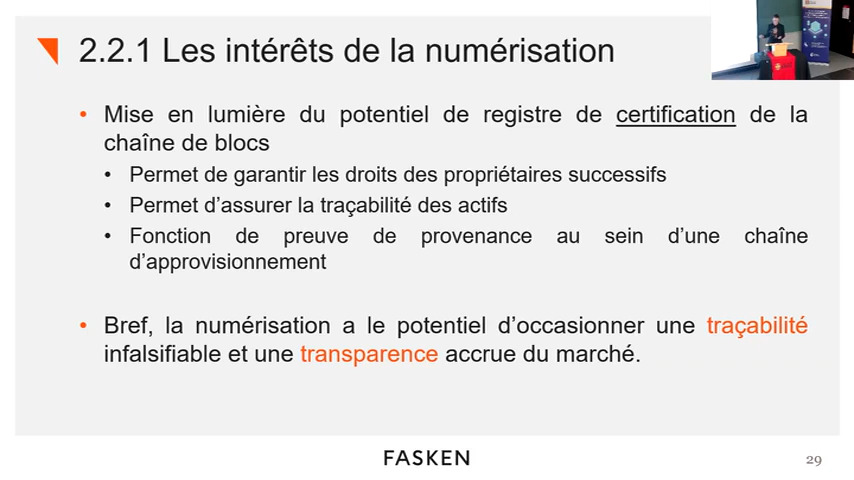 2.2.1 Les intérêts de la numérisation
• Mise en lumière du potentiel de registre de certification de la
chaîne de blocs
• Permet de garantir les droits des propriétaires successifs
• Permet d’assurer la traçabilité des actifs
• Fonction de preuve de provenance au sein d’une chaîne
d’approvisionnement
• Bref, la numérisation a le potentiel d’occasionner une traçabilité
infalsifiable et une transparence accrue du marché.
FASKEN
29